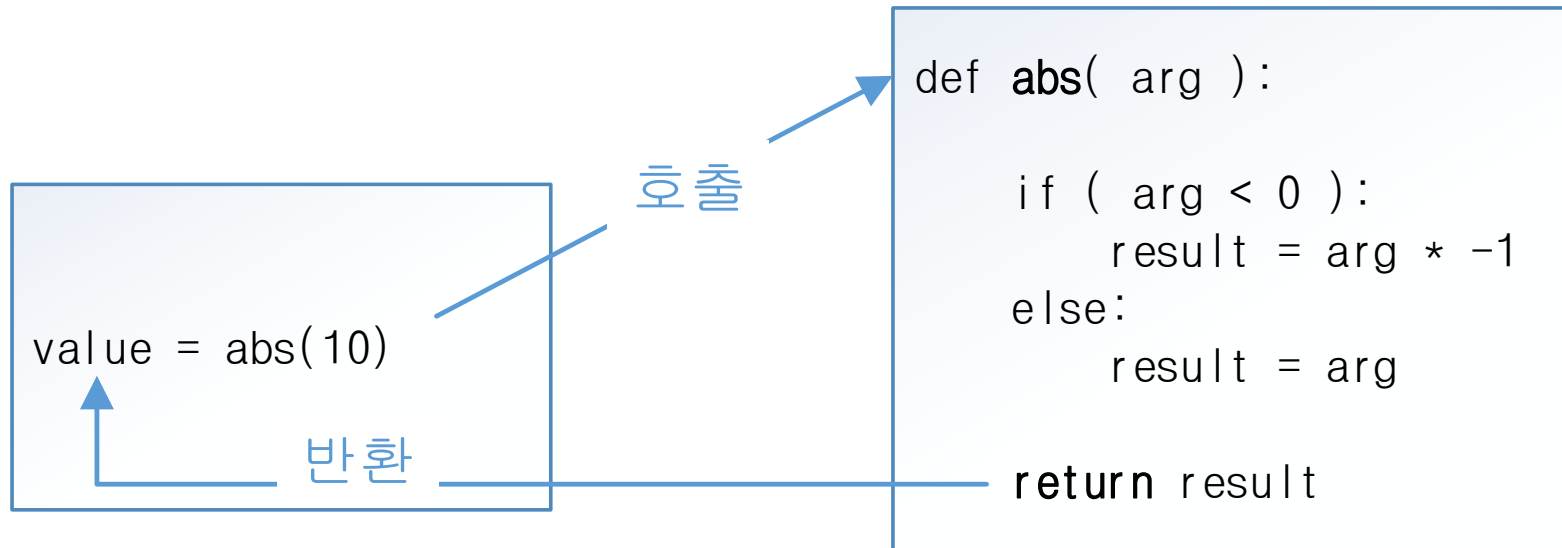 value = abs(10)
호출
반환
def abs( arg ):
if ( arg < 0 ):
result = arg * -1
else:
result = arg
return result